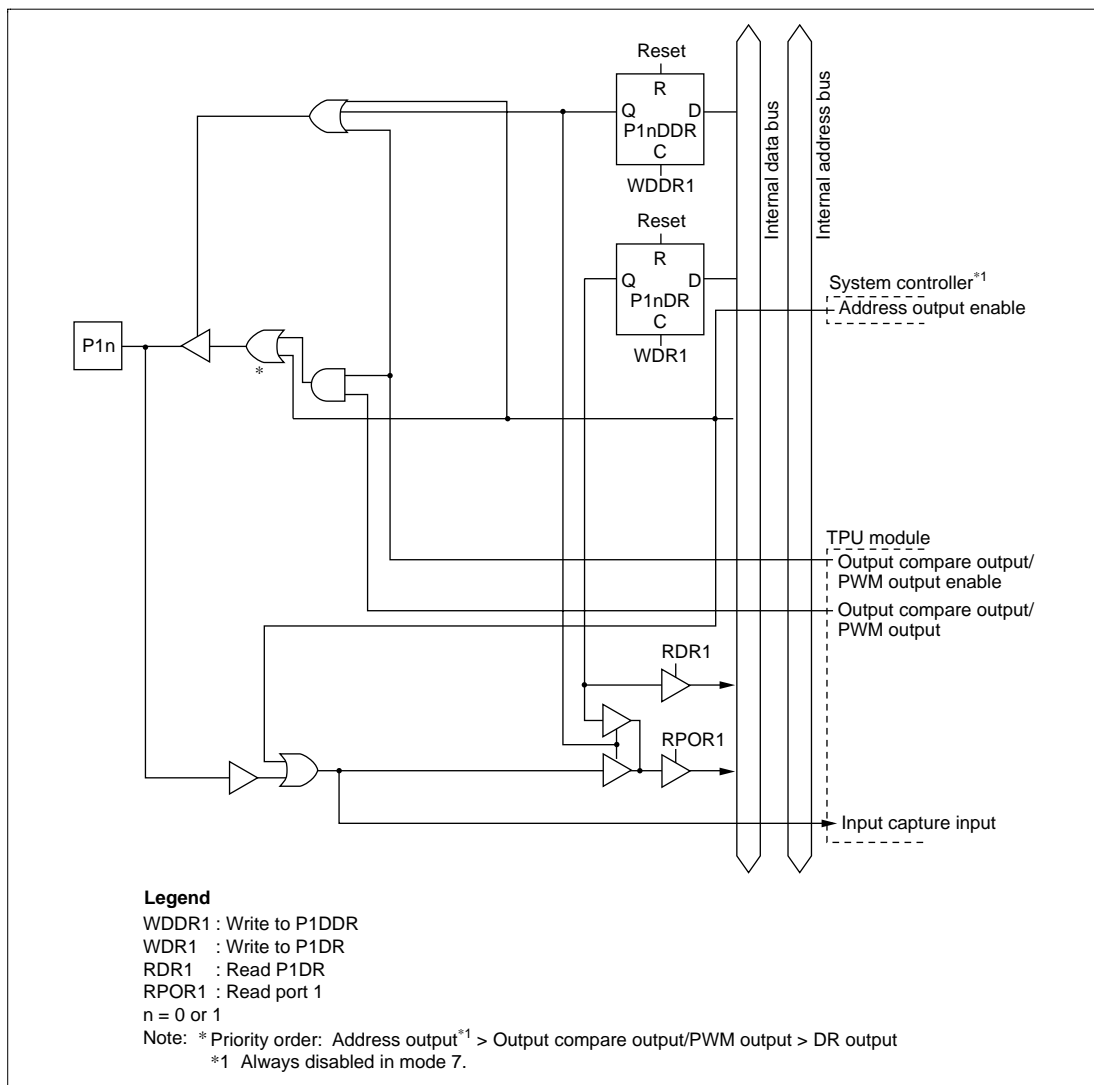 Reset
R
Q D
P1nDDR
C
WDDR1
Reset
R
Q D
P1nDR
C
WDR1
Internal data bus
Internal address bus
System controller*1
Address output enable
P1n
*
TPU module
Output compare output/
PWM output enable
Output compare output/
PWM output
RDR1
RPOR1
Input capture input
Legend
WDDR1 : Write to P1DDR
WDR1 : Write to P1DR
RDR1 : Read P1DR
RPOR1 : Read port 1
n = 0 or 1
Note: * Priority order: Address output*1 > Output compare output/PWM output > DR output
*1 Always disabled in mode 7.